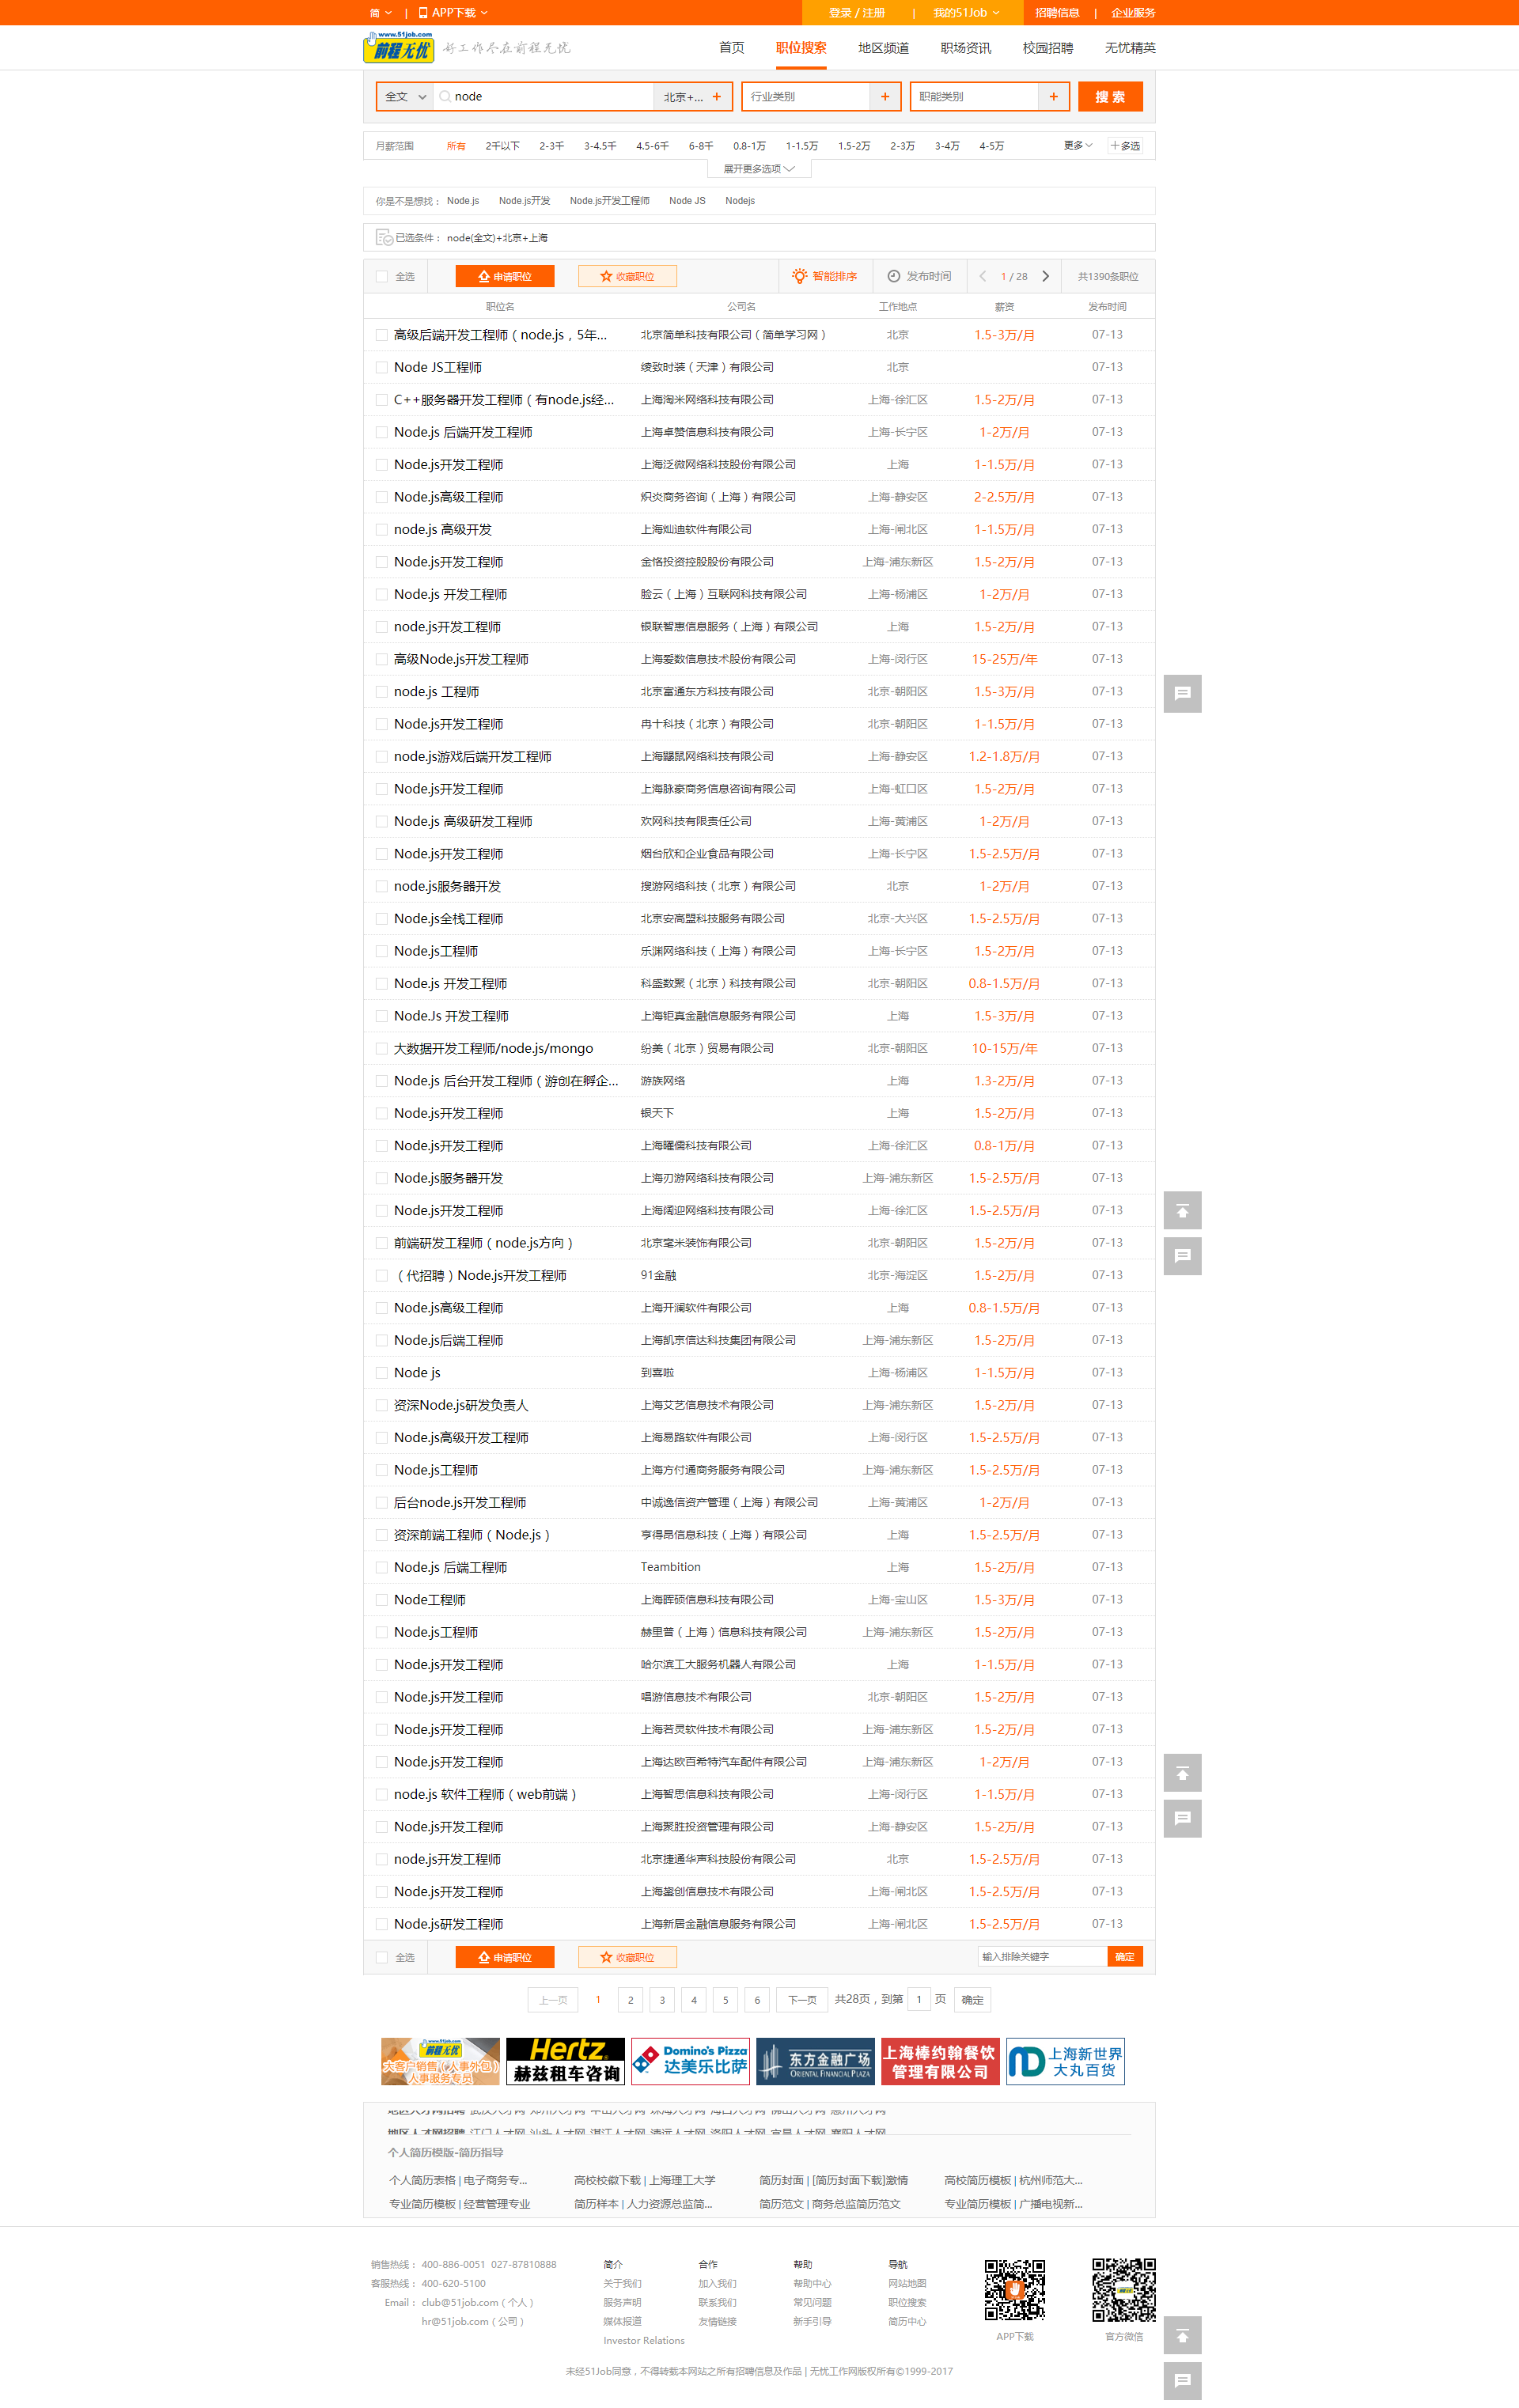 简 | APP下载 登录 / 注册 | 我的51Job 招聘信息 | 企业服务
www.51job.com
前程无忧 好工作尽在前程无忧 首页 职位搜索 地区频道 职场资讯 校园招聘 无忧精英
全文 node 北京+... + 行业类别 + 职能类别 + 搜 索
月薪范围 所有 2千以下 2-3千 3-4.5千 4.5-6千 6-8千 0.8-1万 1-1.5万 1.5-2万 2-3万 3-4万 4-5万 更多 +多选
展开更多选项
你是不是想找： Node.js Node.js开发 Node.js开发工程师 Node JS Nodejs
已选条件： node(全文)+北京+上海
全选 申请职位 收藏职位 智能排序 发布时间 1 / 28 共1390条职位
职位名 公司名 工作地点 薪资 发布时间
高级后端开发工程师（node.js，5年... 北京简单科技有限公司（简单学习网） 北京 1.5-3万/月 07-13
Node JS工程师 绫致时装（天津）有限公司 北京 07-13
C++服务器开发工程师（有node.js经... 上海淘米网络科技有限公司 上海-徐汇区 1.5-2万/月 07-13
Node.js 后端开发工程师 上海卓赞信息科技有限公司 上海-长宁区 1-2万/月 07-13
Node.js开发工程师 上海泛微网络科技股份有限公司 上海 1-1.5万/月 07-13
Node.js高级工程师 炽炎商务咨询（上海）有限公司 上海-静安区 2-2.5万/月 07-13
node.js 高级开发 上海灿迪软件有限公司 上海-闸北区 1-1.5万/月 07-13
Node.js开发工程师 金恪投资控股股份有限公司 上海-浦东新区 1.5-2万/月 07-13
Node.js 开发工程师 脸云（上海）互联网科技有限公司 上海-杨浦区 1-2万/月 07-13
node.js开发工程师 银联智惠信息服务（上海）有限公司 上海 1.5-2万/月 07-13
高级Node.js开发工程师 上海爱数信息技术股份有限公司 上海-闵行区 15-25万/年 07-13
node.js 工程师 北京富通东方科技有限公司 北京-朝阳区 1.5-3万/月 07-13
Node.js开发工程师 冉十科技（北京）有限公司 北京-朝阳区 1-1.5万/月 07-13
node.js游戏后端开发工程师 上海鼹鼠网络科技有限公司 上海-静安区 1.2-1.8万/月 07-13
Node.js开发工程师 上海脉豪商务信息咨询有限公司 上海-虹口区 1.5-2万/月 07-13
Node.js 高级研发工程师 欢网科技有限责任公司 上海-黄浦区 1-2万/月 07-13
Node.js开发工程师 烟台欣和企业食品有限公司 上海-长宁区 1.5-2.5万/月 07-13
node.js服务器开发 搜游网络科技（北京）有限公司 北京 1-2万/月 07-13
Node.js全栈工程师 北京安高盟科技服务有限公司 北京-大兴区 1.5-2.5万/月 07-13
Node.js工程师 乐渊网络科技（上海）有限公司 上海-长宁区 1.5-2万/月 07-13
Node.js 开发工程师 科盛数聚（北京）科技有限公司 北京-朝阳区 0.8-1.5万/月 07-13
Node.Js 开发工程师 上海钜真金融信息服务有限公司 上海 1.5-3万/月 07-13
大数据开发工程师/node.js/mongo 纷美（北京）贸易有限公司 北京-朝阳区 10-15万/年 07-13
Node.js 后台开发工程师（游创在孵企... 游族网络 上海 1.3-2万/月 07-13
Node.js开发工程师 银天下 上海 1.5-2万/月 07-13
Node.js开发工程师 上海曦儒科技有限公司 上海-徐汇区 0.8-1万/月 07-13
Node.js服务器开发 上海刃游网络科技有限公司 上海-浦东新区 1.5-2.5万/月 07-13
Node.js开发工程师 上海阔迎网络科技有限公司 上海-徐汇区 1.5-2.5万/月 07-13
前端研发工程师（node.js方向） 北京毫米装饰有限公司 北京-朝阳区 1.5-2万/月 07-13
（代招聘）Node.js开发工程师 91金融 北京-海淀区 1.5-2万/月 07-13
Node.js高级工程师 上海开澜软件有限公司 上海 0.8-1.5万/月 07-13
Node.js后端工程师 上海凯京信达科技集团有限公司 上海-浦东新区 1.5-2万/月 07-13
Node js 到喜啦 上海-杨浦区 1-1.5万/月 07-13
资深Node.js研发负责人 上海艾艺信息技术有限公司 上海-浦东新区 1.5-2万/月 07-13
Node.js高级开发工程师 上海易路软件有限公司 上海-闵行区 1.5-2.5万/月 07-13
Node.js工程师 上海方付通商务服务有限公司 上海-浦东新区 1.5-2.5万/月 07-13
后台node.js开发工程师 中诚逸信资产管理（上海）有限公司 上海-黄浦区 1-2万/月 07-13
资深前端工程师（Node.js） 亨得昂信息科技（上海）有限公司 上海 1.5-2.5万/月 07-13
Node.js 后端工程师 Teambition 上海 1.5-2万/月 07-13
Node工程师 上海晖硕信息科技有限公司 上海-宝山区 1.5-3万/月 07-13
Node.js工程师 赫里普（上海）信息科技有限公司 上海-浦东新区 1.5-2万/月 07-13
Node.js开发工程师 哈尔滨工大服务机器人有限公司 上海 1-1.5万/月 07-13
Node.js开发工程师 唱游信息技术有限公司 北京-朝阳区 1.5-2万/月 07-13
Node.js开发工程师 上海若灵软件技术有限公司 上海-浦东新区 1.5-2万/月 07-13
Node.js开发工程师 上海达欧百希特汽车配件有限公司 上海-浦东新区 1-2万/月 07-13
node.js 软件工程师（web前端） 上海智思信息科技有限公司 上海-闵行区 1-1.5万/月 07-13
Node.js开发工程师 上海聚胜投资管理有限公司 上海-静安区 1.5-2万/月 07-13
node.js开发工程师 北京捷通华声科技股份有限公司 北京 1.5-2.5万/月 07-13
Node.js开发工程师 上海鋆创信息技术有限公司 上海-闸北区 1.5-2.5万/月 07-13
Node.js研发工程师 上海新居金融信息服务有限公司 上海-闸北区 1.5-2.5万/月 07-13
全选 申请职位 收藏职位 输入排除关键字 确定
上一页 1 2 3 4 5 6 下一页 共28页，到第 1 页 确定
www.51job.com 前程无忧 大客户销售（人事外包） 人事服务专员
Hertz 赫兹租车咨询
Domino's Pizza 达美乐比萨
东方金融广场 ORIENTAL FINANCIAL PLAZA
上海棒约翰餐饮管理有限公司
上海新世界大丸百货
地区人才网招聘 武汉人才网 郑州人才网 中山人才网 珠海人才网 海口人才网 佛山人才网 惠州人才网
地区人才网招聘 江门人才网 汕头人才网 湛江人才网 清远人才网 洛阳人才网 宜昌人才网 襄阳人才网
个人简历模版-简历指导
个人简历表格 | 电子商务专... 高校校徽下载 | 上海理工大学 简历封面 | [简历封面下载]激情 高校简历模板 | 杭州师范大...
专业简历模板 | 经营管理专业 简历样本 | 人力资源总监简... 简历范文 | 商务总监简历范文 专业简历模板 | 广播电视新...
销售热线： 400-886-0051 027-87810888 简介 合作 帮助 导航
客服热线： 400-620-5100 关于我们 加入我们 帮助中心 网站地图
Email： club@51job.com（个人） 服务声明 联系我们 常见问题 职位搜索
hr@51job.com（公司） 媒体报道 友情链接 新手引导 简历中心
Investor Relations APP下载 官方微信
未经51Job同意，不得转载本网站之所有招聘信息及作品 | 无忧工作网版权所有©1999-2017